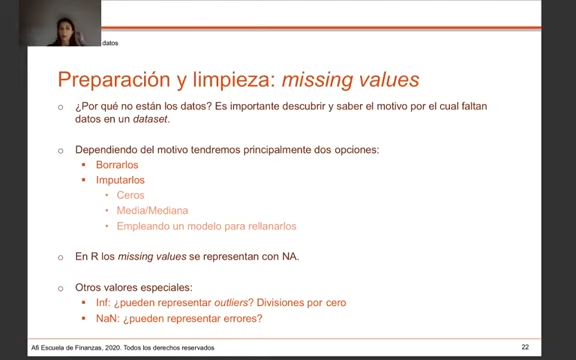 datos
Preparación y limpieza: missing values
o ¿Por qué no están los datos? Es importante descubrir y saber el motivo por el cual faltan
datos en un dataset.
o Dependiendo del motivo tendremos principalmente dos opciones:
▪ Borrarlos
▪ Imputarlos
◦ Ceros
◦ Media/Mediana
◦ Empleando un modelo para rellanarlos
o En R los missing values se representan con NA.
o Otros valores especiales:
▪ Inf: ¿pueden representar outliers? Divisiones por cero
▪ NaN: ¿pueden representar errores?
Afi Escuela de Finanzas, 2020. Todos los derechos reservados
22